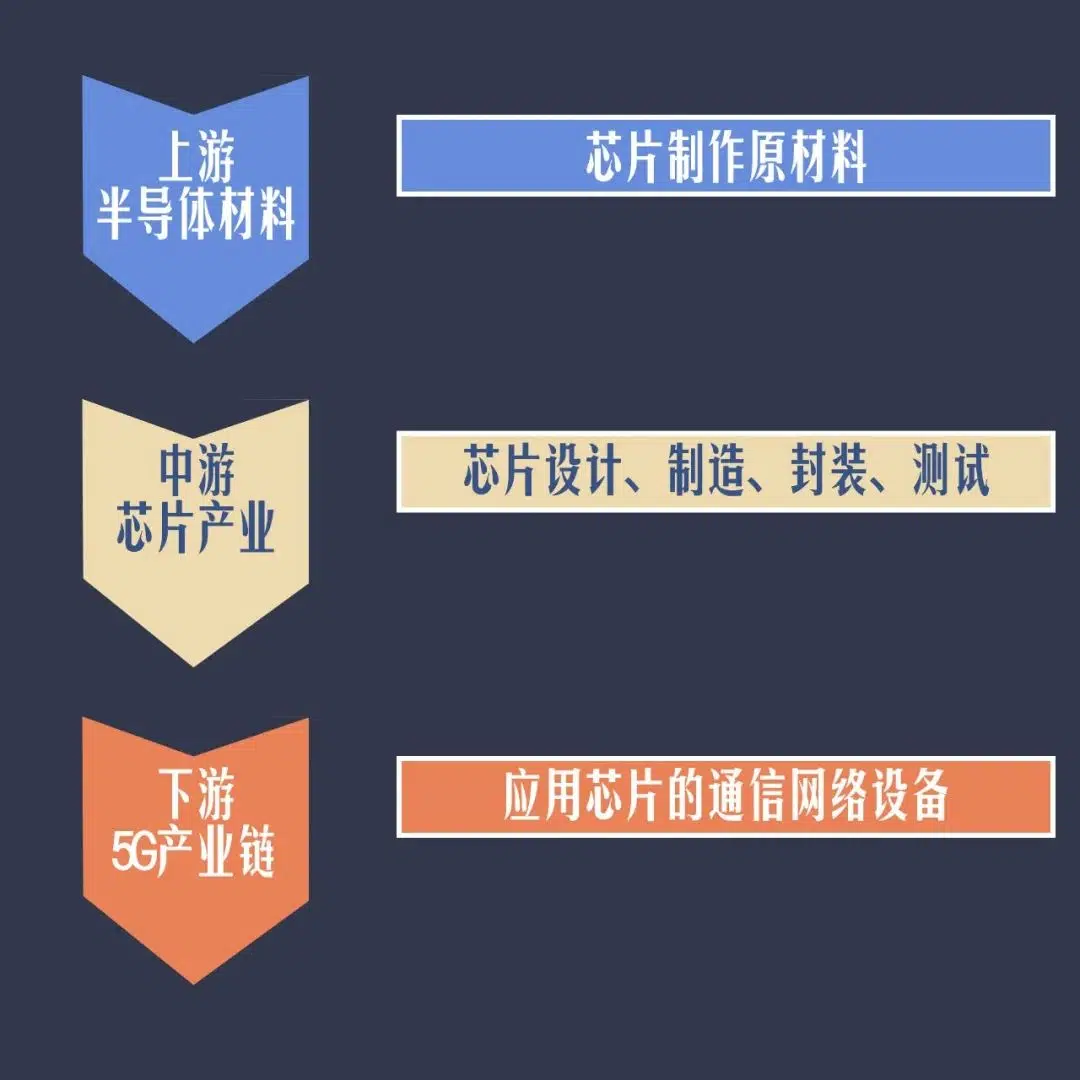 上游
半导体材料
芯片制作原材料
中游
芯片产业
芯片设计、制造、封装、测试
下游
5G产业链
应用芯片的通信网络设备